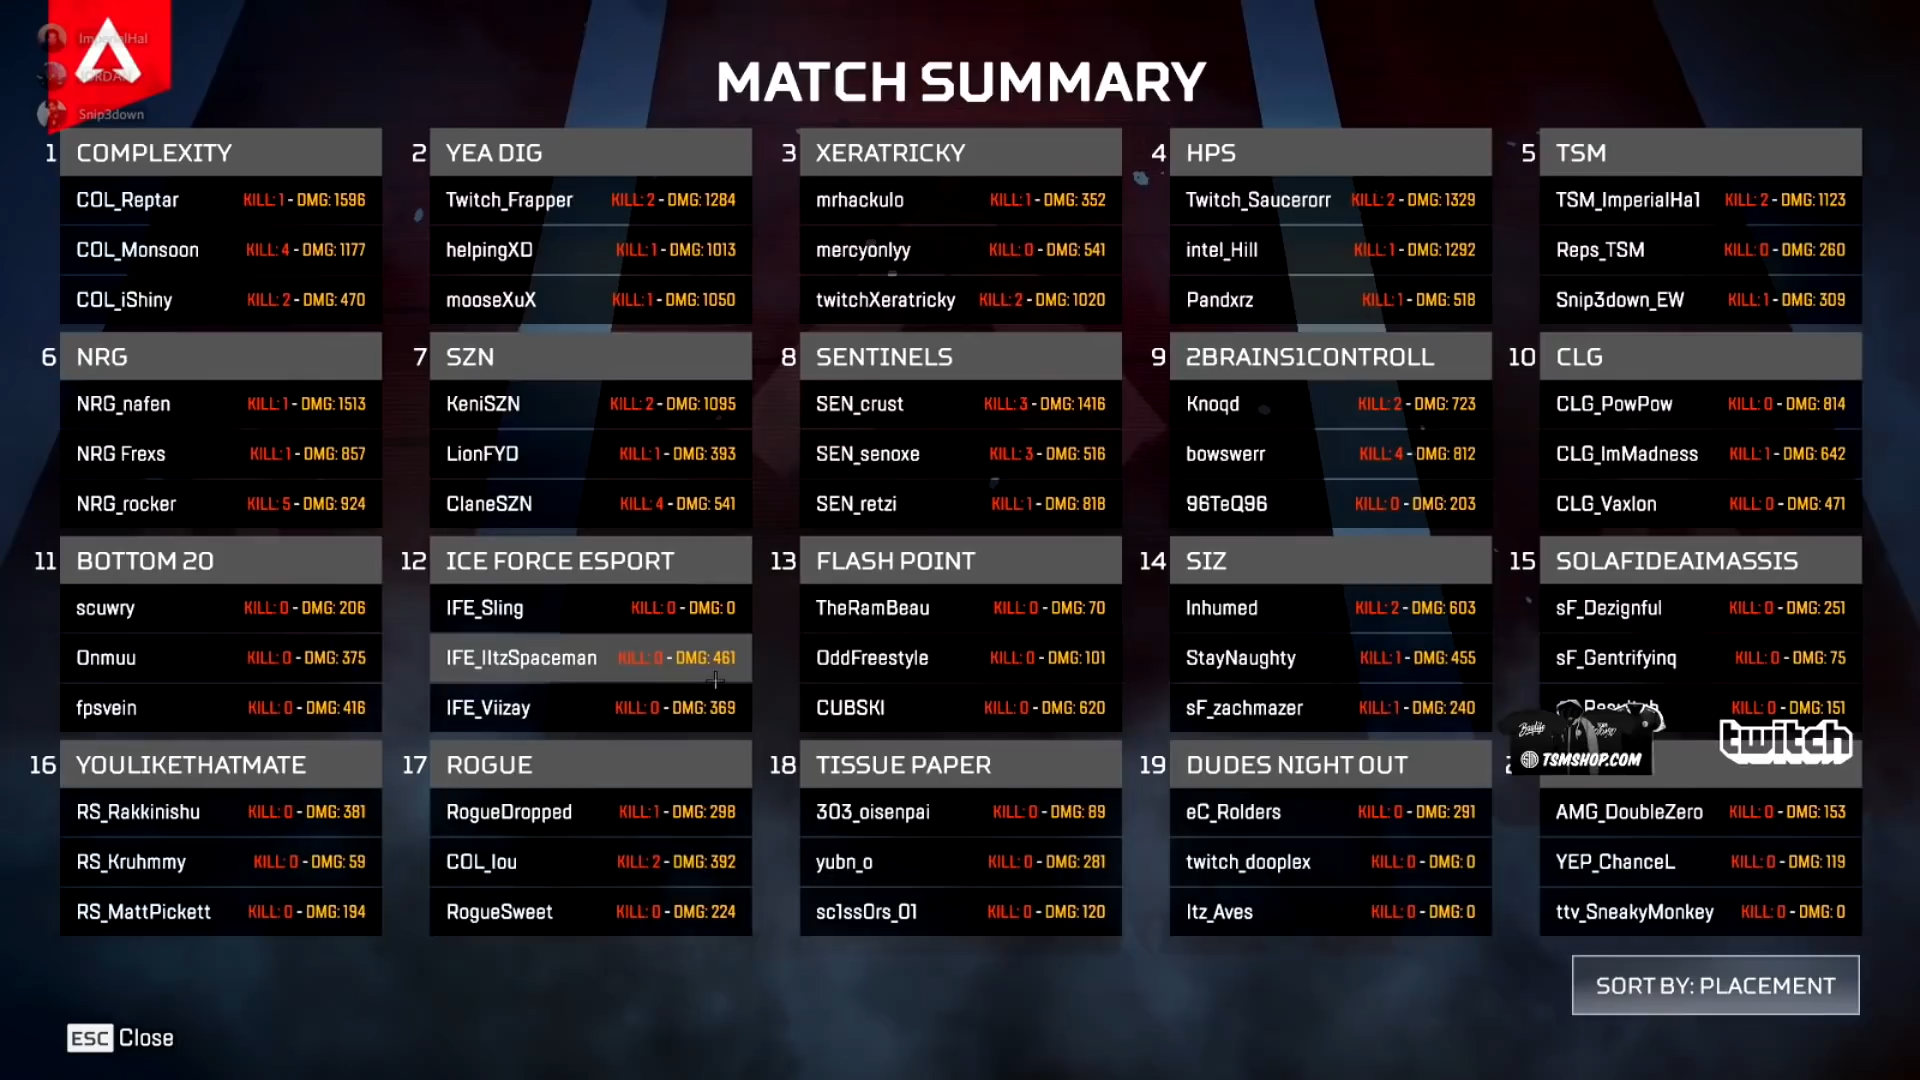 ImperialHal
Snip3down
MATCH SUMMARY
1 COMPLEXITY
COL_Reptar KILL: 1 - DMG: 1596
COL_Monsoon KILL: 4 - DMG: 1177
COL_iShiny KILL: 2 - DMG: 470
2 YEA DIG
Twitch_Frapper KILL: 2 - DMG: 1284
helpingXD KILL: 1 - DMG: 1013
mooseXuX KILL: 1 - DMG: 1050
3 XERATRICKY
mrhackulo KILL: 1 - DMG: 352
mercyonlyy KILL: 0 - DMG: 541
twitchXeratricky KILL: 2 - DMG: 1020
4 HPS
Twitch_Saucerorr KILL: 2 - DMG: 1329
intel_Hill KILL: 1 - DMG: 1292
Pandxrz KILL: 1 - DMG: 518
5 TSM
TSM_ImperialHa1 KILL: 2 - DMG: 1123
Reps_TSM KILL: 0 - DMG: 260
Snip3down_EW KILL: 1 - DMG: 309
6 NRG
NRG_nafen KILL: 1 - DMG: 1513
NRG Frexs KILL: 1 - DMG: 857
NRG_rocker KILL: 5 - DMG: 924
7 SZN
KeniSZN KILL: 2 - DMG: 1095
LionFYD KILL: 1 - DMG: 393
ClaneSZN KILL: 4 - DMG: 541
8 SENTINELS
SEN_crust KILL: 3 - DMG: 1416
SEN_senoxe KILL: 3 - DMG: 516
SEN_retzi KILL: 1 - DMG: 818
9 2BRAINS1CONTROLL
Knoqd KILL: 2 - DMG: 723
bowswerr KILL: 4 - DMG: 812
96TeQ96 KILL: 0 - DMG: 203
10 CLG
CLG_PowPow KILL: 0 - DMG: 814
CLG_ImMadness KILL: 1 - DMG: 642
CLG_Vaxlon KILL: 0 - DMG: 471
11 BOTTOM 20
scuwry KILL: 0 - DMG: 206
Onmuu KILL: 0 - DMG: 375
fpsvein KILL: 0 - DMG: 416
12 ICE FORCE ESPORT
IFE_Sling KILL: 0 - DMG: 0
IFE_IItzSpaceman KILL: 0 - DMG: 461
IFE_Viizay KILL: 0 - DMG: 369
13 FLASH POINT
TheRamBeau KILL: 0 - DMG: 70
OddFreestyle KILL: 0 - DMG: 101
CUBSKI KILL: 0 - DMG: 620
14 SIZ
Inhumed KILL: 2 - DMG: 603
StayNaughty KILL: 1 - DMG: 455
sF_zachmazer KILL: 1 - DMG: 240
15 SOLAFIDEAIMASSIS
sF_Dezignful KILL: 0 - DMG: 251
sF_Gentrifyinq KILL: 0 - DMG: 75
KILL: 0 - DMG: 151
TSMSHOP.COM
twitch
16 YOULIKETHATMATE
RS_Rakkinishu KILL: 0 - DMG: 381
RS_Kruhmmy KILL: 0 - DMG: 59
RS_MattPickett KILL: 0 - DMG: 194
17 ROGUE
RogueDropped KILL: 1 - DMG: 298
COL_lou KILL: 2 - DMG: 392
RogueSweet KILL: 0 - DMG: 224
18 TISSUE PAPER
303_oisenpai KILL: 0 - DMG: 89
yubn_o KILL: 0 - DMG: 281
sc1ss0rs_01 KILL: 0 - DMG: 120
19 DUDES NIGHT OUT
eC_Rolders KILL: 0 - DMG: 291
twitch_dooplex KILL: 0 - DMG: 0
Itz_Aves KILL: 0 - DMG: 0
AMG_DoubleZero KILL: 0 - DMG: 153
YEP_ChanceL KILL: 0 - DMG: 119
ttv_SneakyMonkey KILL: 0 - DMG: 0
SORT BY: PLACEMENT
ESC Close